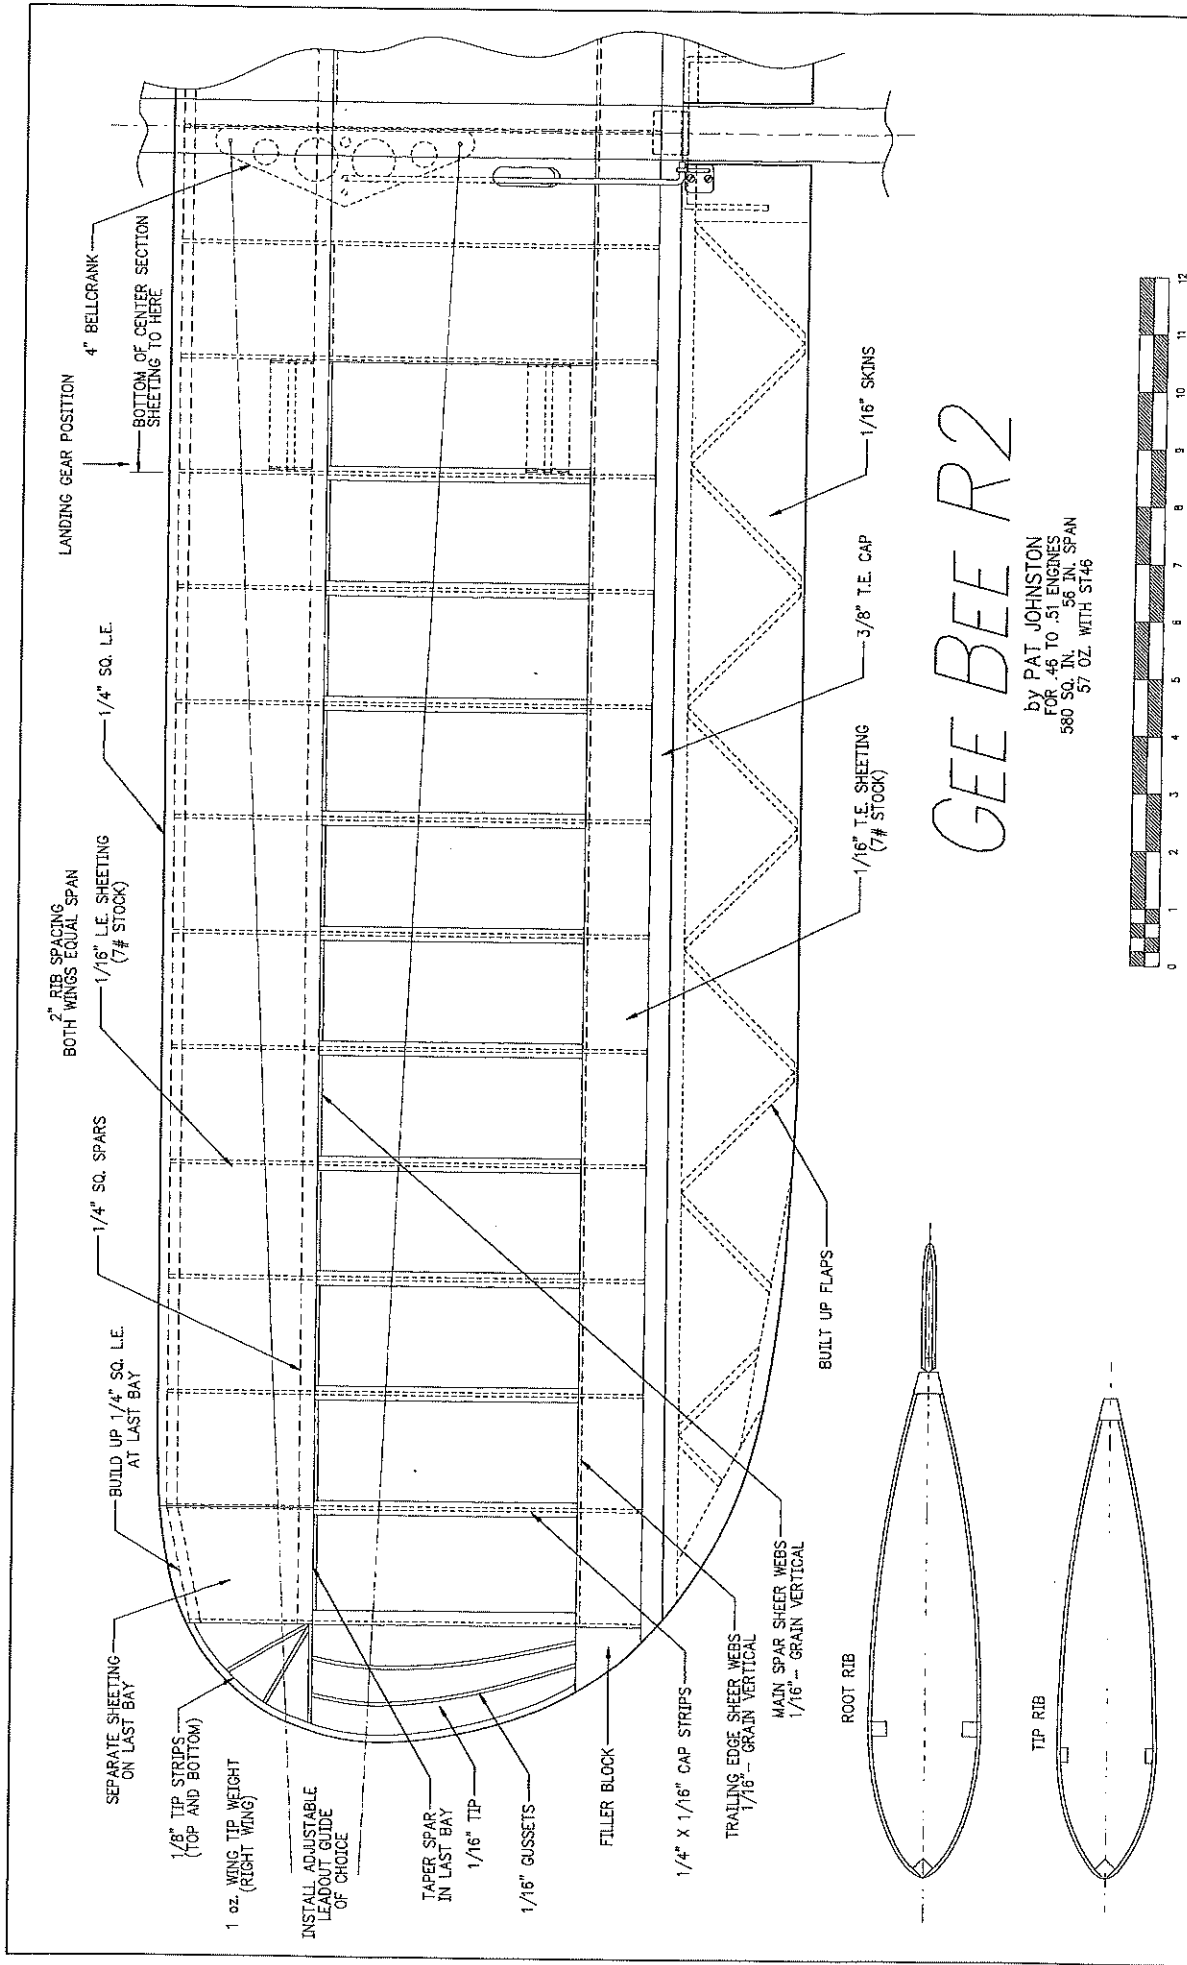 LANDING GEAR POSITION
4" BELLCRANK
BOTTOM OF CENTER SECTION
SHEETING TO HERE
1/4" SQ. L.E.
2" RIB SPACING
BOTH WINGS EQUAL SPAN
1/16" L.E. SHEETING
(7# STOCK)
1/4" SQ. SPARS
BUILD UP 1/4" SQ. L.E.
AT LAST BAY
SEPARATE SHEETING
ON LAST BAY
1/8" TIP STRIPS
(TOP AND BOTTOM)
1 oz. WING TIP WEIGHT
(RIGHT WING)
INSTALL ADJUSTABLE
LEADOUT GUIDE
OF CHOICE
TAPER SPAR
IN LAST BAY
1/16" TIP
1/16" GUSSETS
FILLER BLOCK
1/4" X 1/16" CAP STRIPS
TRAILING EDGE SHEER WEBS
1/16" - GRAIN VERTICAL
MAIN SPAR SHEER WEBS
1/16" - GRAIN VERTICAL
BUILT UP FLAPS
1/16" T.E. SHEETING
(7# STOCK)
3/8" T.E. CAP
1/16" SKINS
ROOT RIB
TIP RIB
GEE BEE R2
by PAT JOHNSTON
FOR .46 TO .51 ENGINES
580 SQ. IN. 56 IN. SPAN
57 OZ. WITH ST46
0 1 2 3 4 5 6 7 8 9 10 11 12